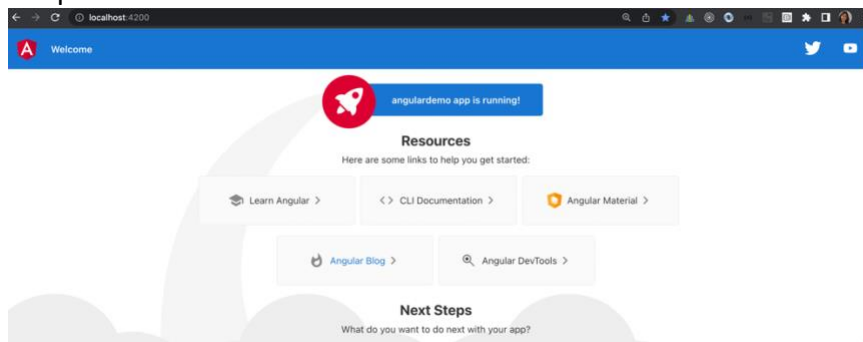 localhost:4200
Welcome
angulardemo app is running!
Resources
Here are some links to help you get started:
Learn Angular
CLI Documentation
Angular Material
Angular Blog
Angular DevTools
Next Steps
What do you want to do next with your app?